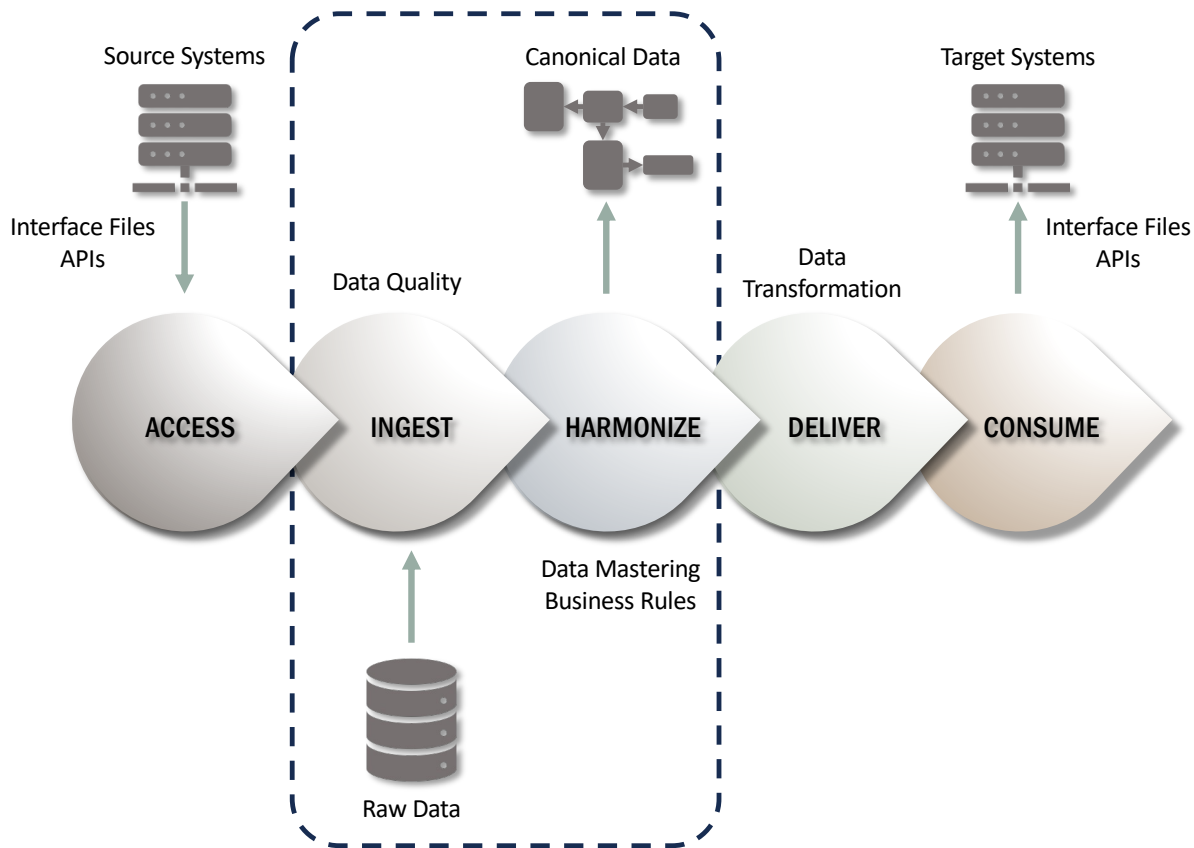 Source Systems
Canonical Data
Target Systems
Interface Files
APIs
Interface Files
APIs
Data Quality
Data
Transformation
ACCESS
INGEST
HARMONIZE
DELIVER
CONSUME
Data Mastering
Business Rules
Raw Data